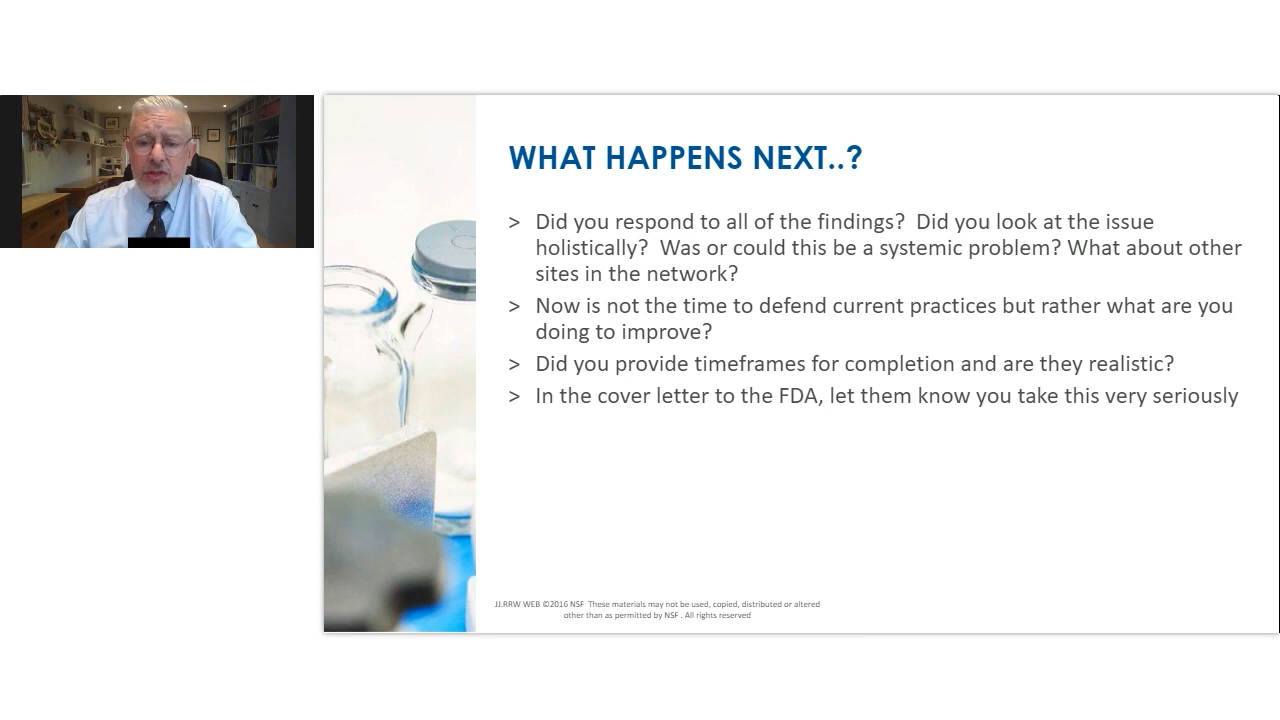 WHAT HAPPENS NEXT..?
> Did you respond to all of the findings?  Did you look at the issue
holistically?  Was or could this be a systemic problem? What about other
sites in the network?
> Now is not the time to defend current practices but rather what are you
doing to improve?
> Did you provide timeframes for completion and are they realistic?
> In the cover letter to the FDA, let them know you take this very seriously
JJ.RRW WEB ©2016 NSF  These materials may not be used, copied, distributed or altered
other than as permitted by NSF . All rights reserved